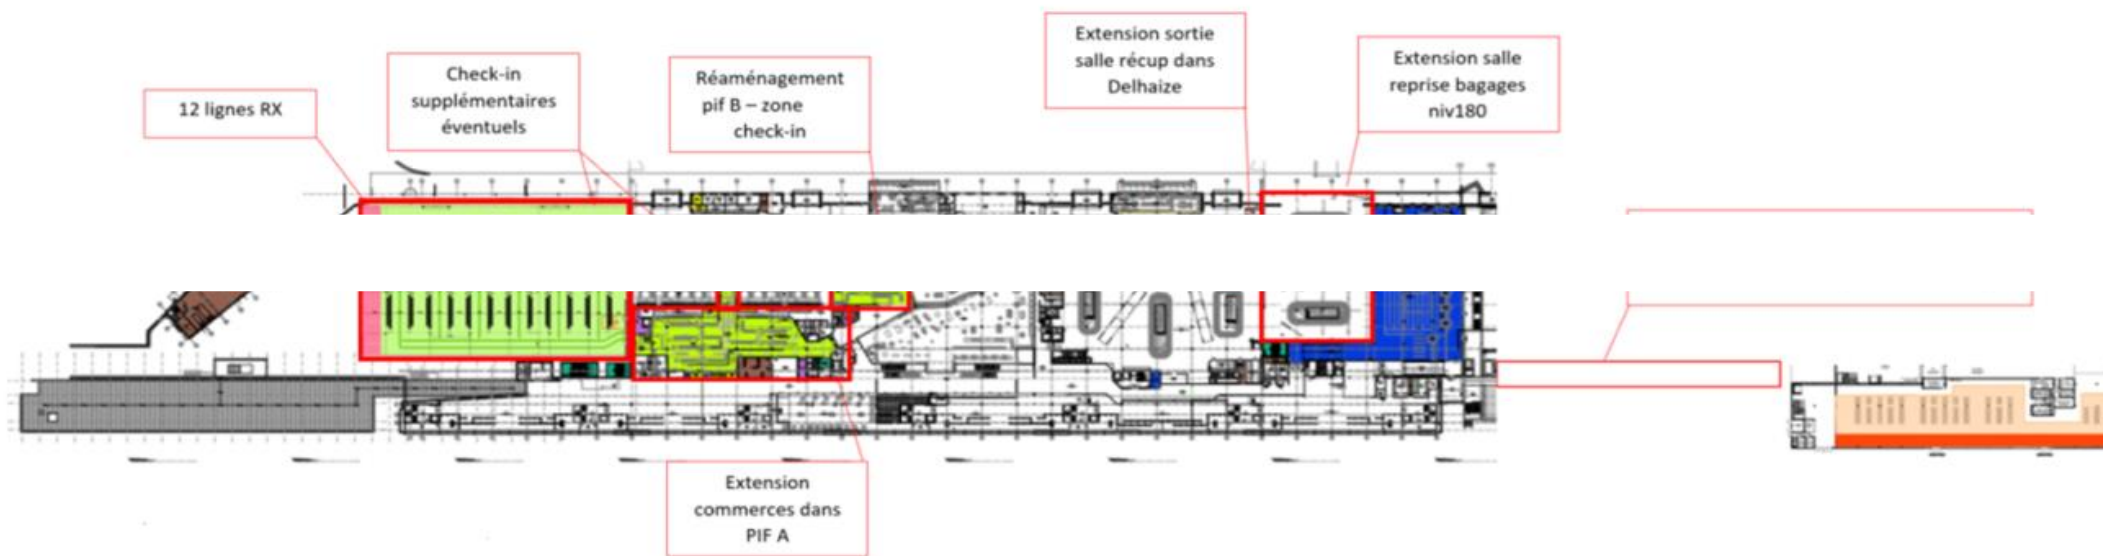 12 lignes RX
Check-in
supplémentaires
éventuels
Réaménagement
pif B – zone
check-in
Extension sortie
salle récup dans
Delhaize
Extension salle
reprise bagages
niv180
Extension
commerces dans
PIF A